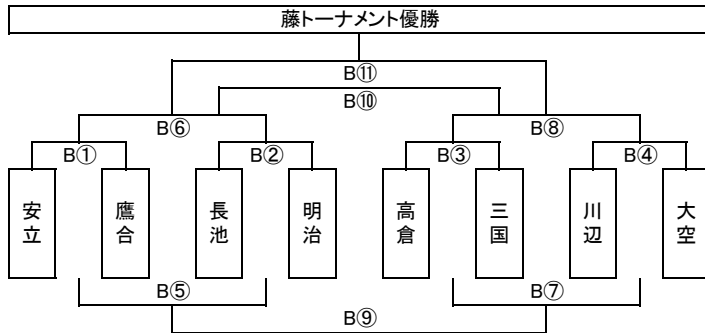 藤トーナメント優勝
B⑪
B⑩
B⑥ B⑧
B① B② B③ B④
安立 鷹合 長池 明治 高倉 三国 川辺 大空
B⑤ B⑦
B⑨